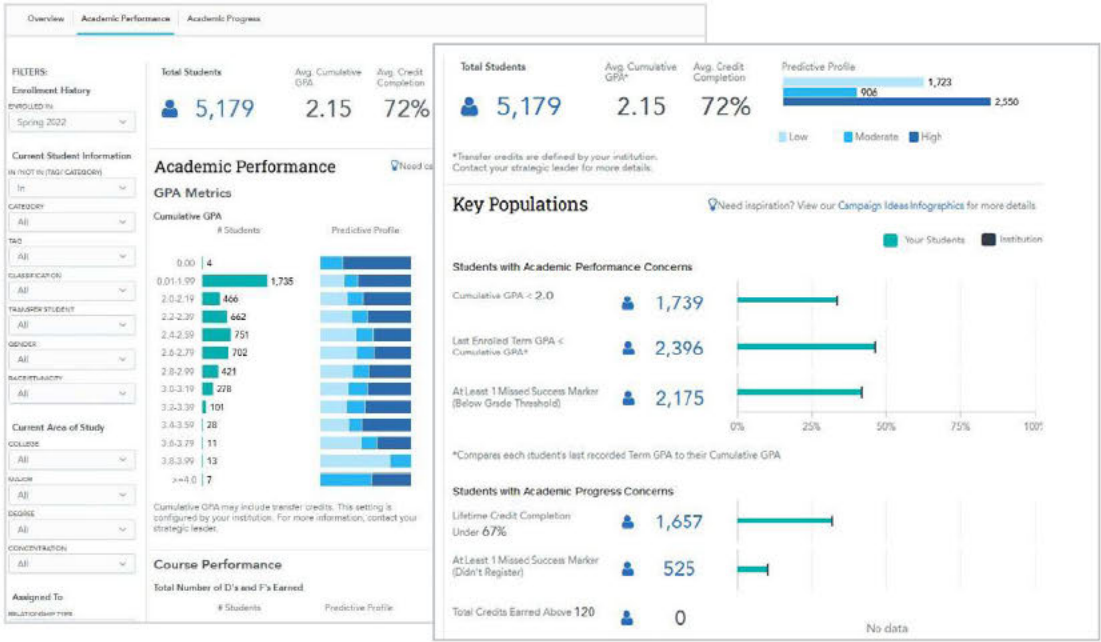 Overview
Academic Performance
Academic Progress
FILTERS:
Enrollment History
ENROLLED IN
Spring 2022
Current Student Information
IN / NOT IN (TAG/ CATEGORY)
In
CATEGORY
All
TAG
All
CLASSIFICATION
All
TRANSFER STUDENT
All
GENDER
All
RACE/ETHNICITY
All
Current Area of Study
COLLEGE
All
MAJOR
All
DEGREE
All
CONCENTRATION
All
Assigned To
RELATIONSHIP TYPE
Total Students
5,179
Avg. Cumulative
GPA
2.15
Avg. Credit
Completion
72%
Academic Performance
Need
GPA Metrics
Cumulative GPA
# Students
Predictive Profile
0.00 4
0.01-1.99 1,735
2.0-2.19 466
2.2-2.39 662
2.4-2.59 751
2.6-2.79 702
2.8-2.99 421
3.0-3.19 278
3.2-3.39 101
3.4-3.59 28
3.6-3.79 11
3.8-3.99 13
>=4.0 7
Cumulative GPA may include transfer credits. This setting is
configured by your institution. For more information, contact your
strategic leader.
Course Performance
Total Number of D's and F's Earned
# Students
Predictive Profile
Total Students
5,179
Avg. Cumulative
GPA*
2.15
Avg. Credit
Completion
72%
Predictive Profile
1,723
906
2,550
Low
Moderate
High
*Transfer credits are defined by your institution.
Contact your strategic leader for more details.
Key Populations
Need inspiration? View our Campaign Ideas Infographics for more details
Your Students
Institution
Students with Academic Performance Concerns
Cumulative GPA < 2.0
1,739
Last Enrolled Term GPA <
Cumulative GPA*
2,396
At Least 1 Missed Success Marker
(Below Grade Threshold)
2,175
0% 25% 50% 75%
*Compares each student's last recorded Term GPA to their Cumulative GPA
Students with Academic Progress Concerns
Lifetime Credit Completion
Under 67%
1,657
At Least 1 Missed Success Marker
(Didn't Register)
525
Total Credits Earned Above 120
0
No data